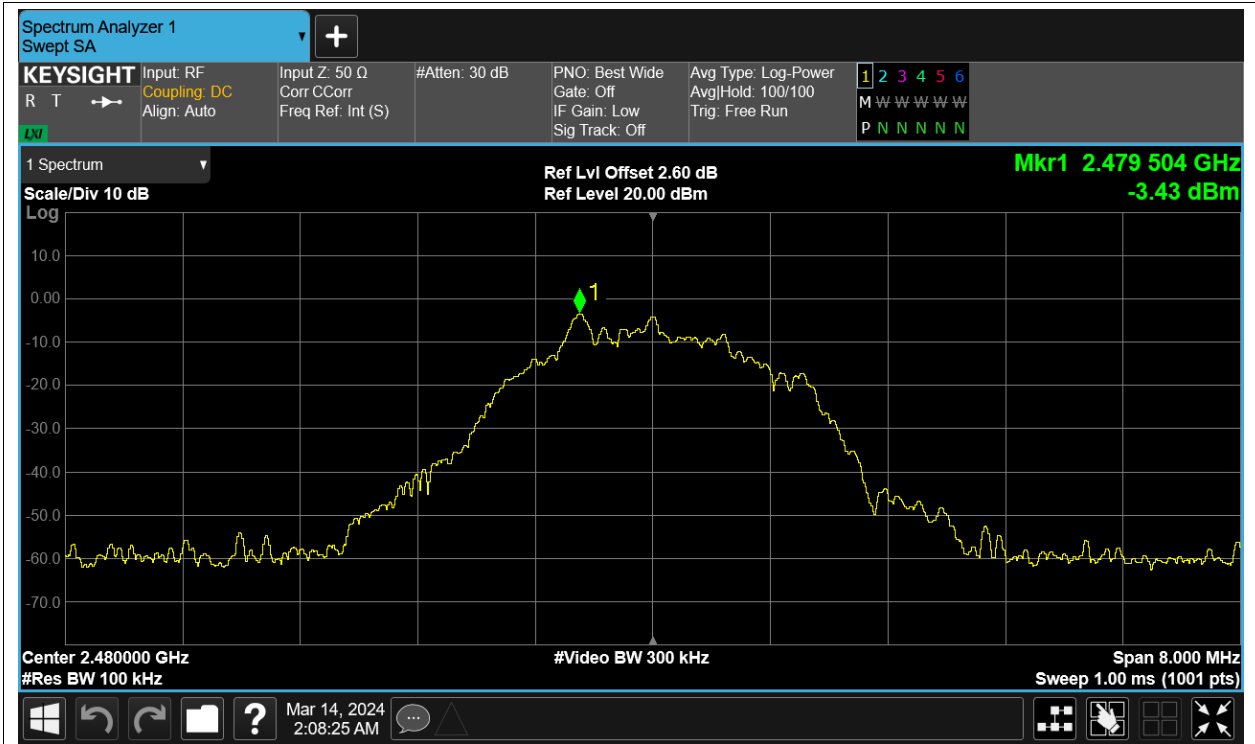 Spectrum Analyzer 1
Swept SA
KEYSIGHT
R T
LXI
Input: RF
Coupling: DC
Align: Auto
Input Z: 50 Ω
Corr CCorr
Freq Ref: Int (S)
#Atten: 30 dB
PNO: Best Wide
Gate: Off
IF Gain: Low
Sig Track: Off
Avg Type: Log-Power
Avg|Hold: 100/100
Trig: Free Run
1 2 3 4 5 6
M W W W W W
P N N N N N
1 Spectrum
Scale/Div 10 dB
Log
Ref Lvl Offset 2.60 dB
Ref Level 20.00 dBm
Mkr1 2.479 504 GHz
-3.43 dBm
10.0
0.00
-10.0
-20.0
-30.0
-40.0
-50.0
-60.0
-70.0
1
Center 2.480000 GHz
#Res BW 100 kHz
#Video BW 300 kHz
Span 8.000 MHz
Sweep 1.00 ms (1001 pts)
?
Mar 14, 2024
2:08:25 AM